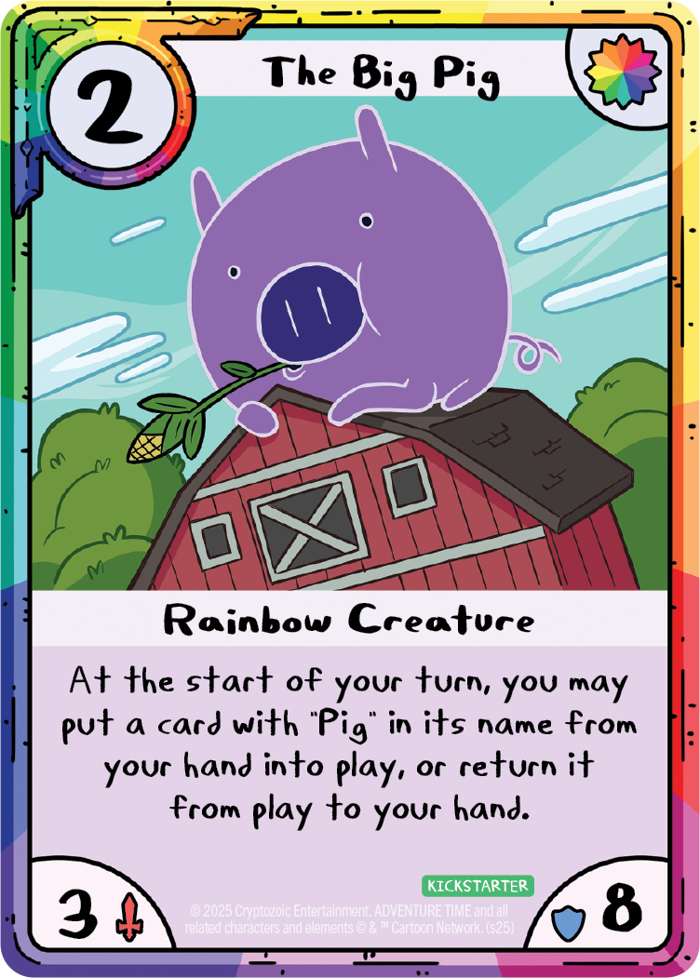 2
The Big Pig
Rainbow Creature
At the start of your turn, you may
put a card with "Pig" in its name from
your hand into play, or return it
from play to your hand.
KICKSTARTER
3
© 2025 Cryptozoic Entertainment. ADVENTURE TIME and all
related characters and elements © & ™ Cartoon Network. (s25)
8